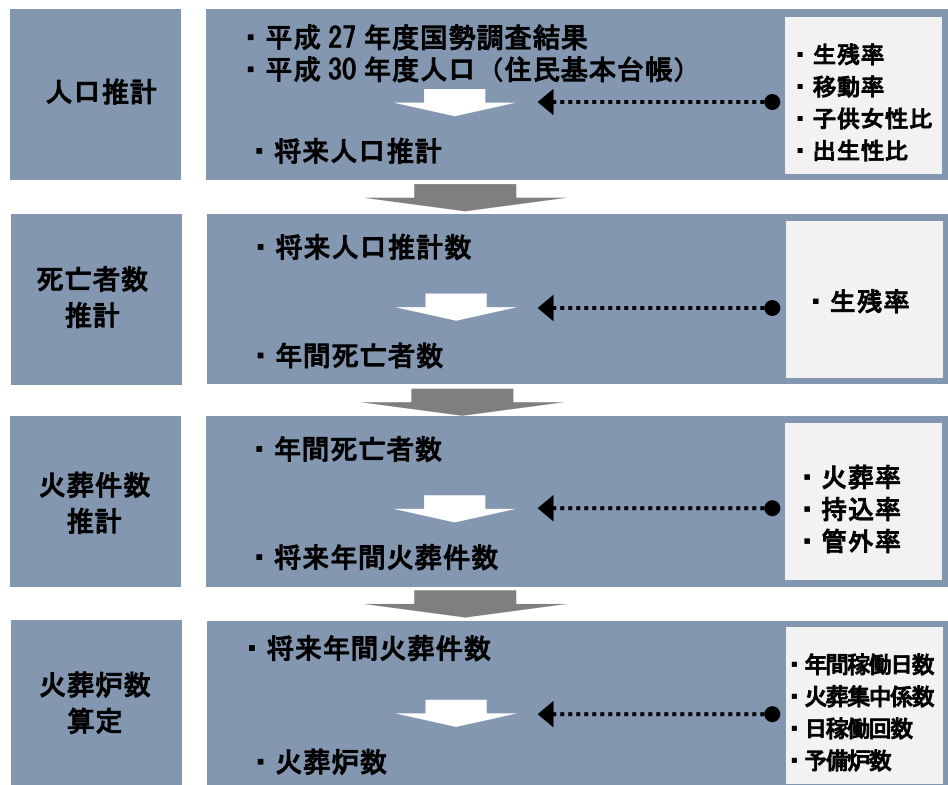 人口推計
・平成 27 年度国勢調査結果
・平成 30 年度人口（住民基本台帳）
・将来人口推計
・生残率
・移動率
・子供女性比
・出生性比
死亡者数
推計
・将来人口推計数
・年間死亡者数
・生残率
火葬件数
推計
・年間死亡者数
・将来年間火葬件数
・火葬率
・持込率
・管外率
火葬炉数
算定
・将来年間火葬件数
・火葬炉数
・年間稼働日数
・火葬集中係数
・日稼働回数
・予備炉数